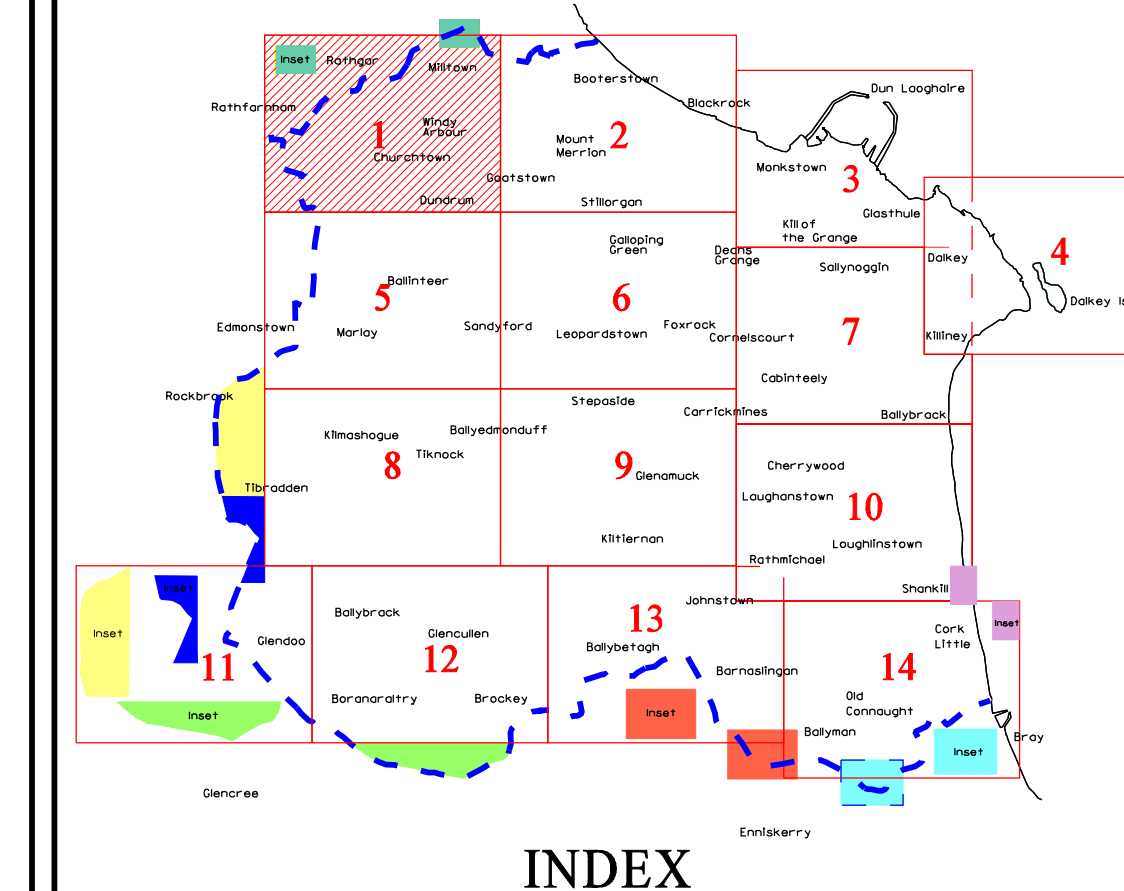 Inset
Rathgar
Milltown
Booterstown
Dun Laoghaire
Rathfarnham
Blackrock
Windy
Arbour
1
Churchtown
Mount
Merrion
2
Monkstown
3
Goatstown
Dundrum
Stillorgan
Glasthule
Kill of
the Grange
Galloping
Green
Deans
Grange
Dalkey
4
Sallynoggin
Ballinteer
5
6
Dalkey Is
Edmonstown
Marlay
Sandyford
Leopardstown
Foxrock
Cornelscourt
7
Killiney
Cabinteely
Rockbrook
Stepaside
Carrickmines
Ballybrack
Kilmashogue
Ballyedmonduff
Tiknock
8
9
Glenamuck
Cherrywood
Tibradden
Laughanstown
10
Kiltiernan
Loughlinstown
Rathmichael
Shankill
Inset
Johnstown
Ballybrack
13
Inset
Inset
Glendoo
Glencullen
Ballybetagh
Cork
Little
11
12
Barnaslingan
14
Boranaraltry
Brockey
Old
Connaught
Inset
Inset
Ballyman
Bray
Inset
Glencree
Enniskerry
INDEX